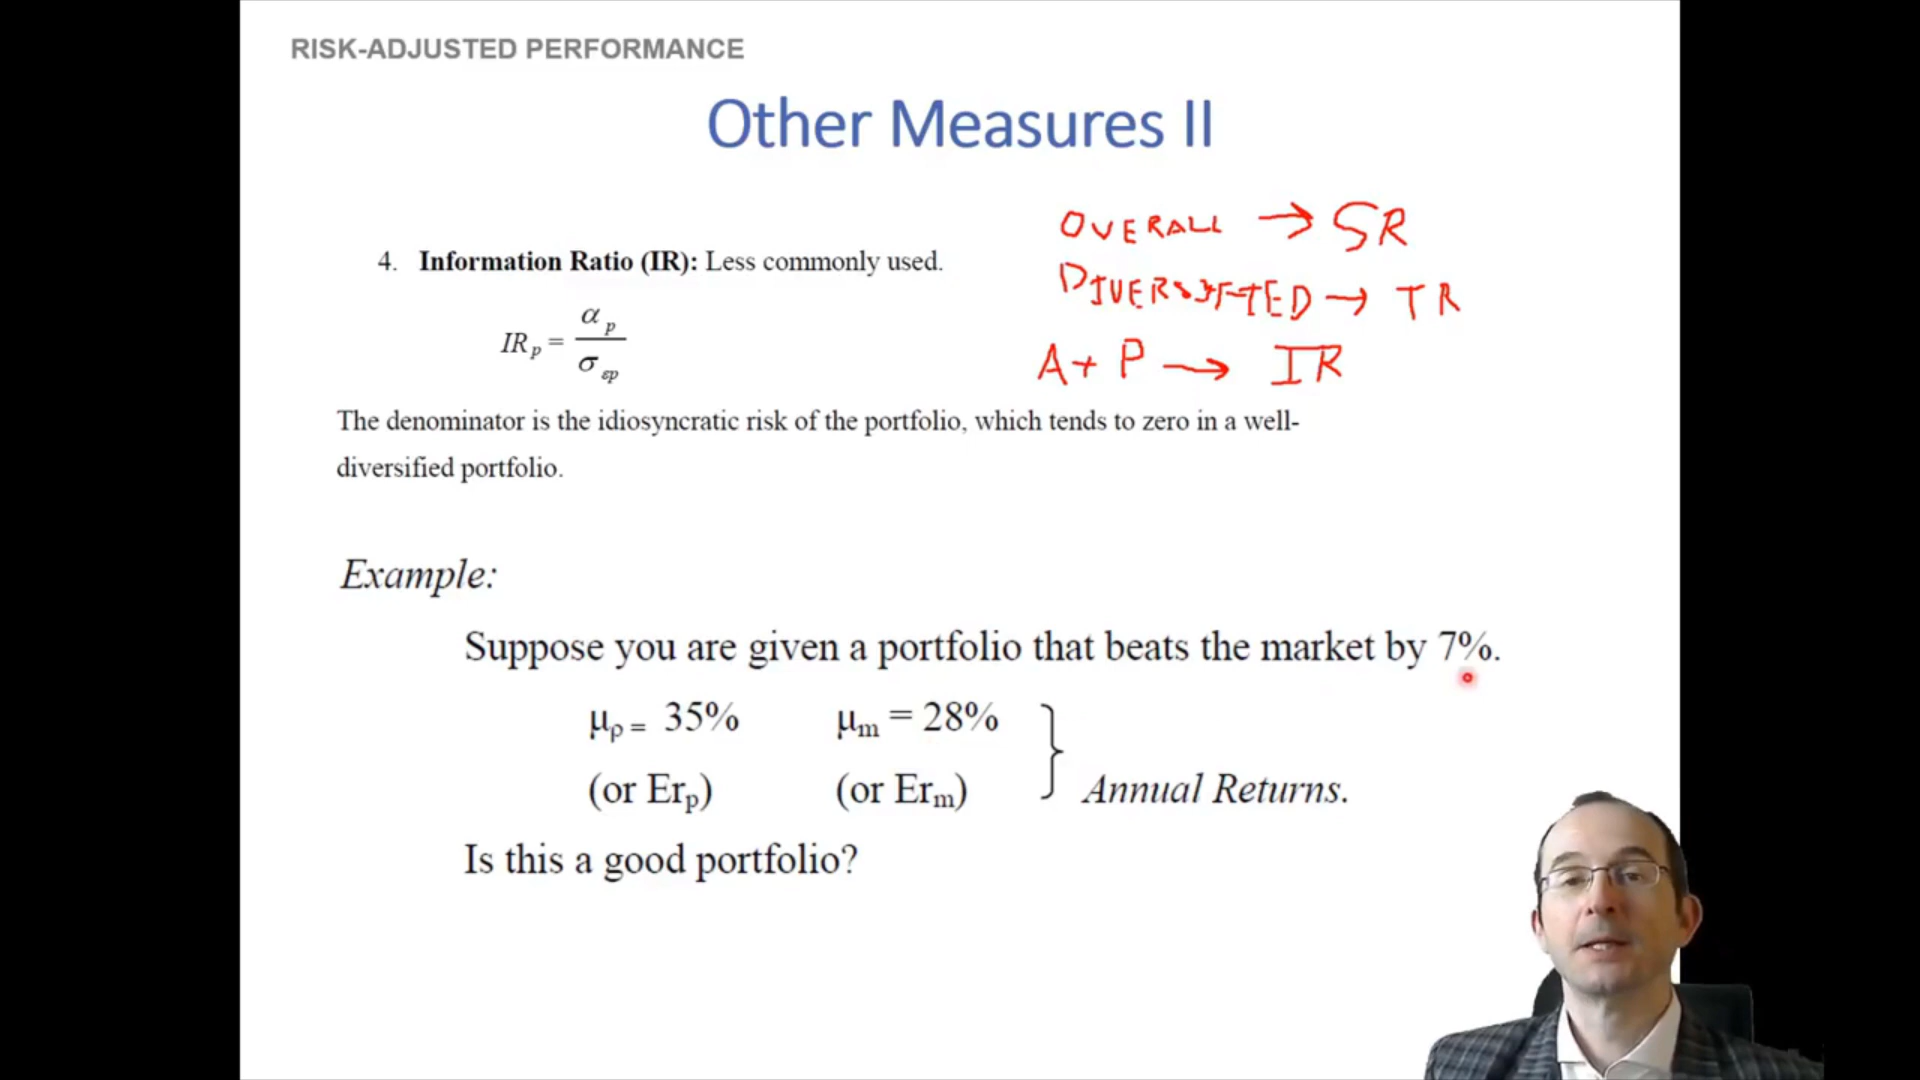 RISK-ADJUSTED PERFORMANCE
Other Measures II
OVERALL → SR
4. Information Ratio (IR): Less commonly used.
DIVERSIFIED → TR
IRp = αp / σεp
A + P → IR
The denominator is the idiosyncratic risk of the portfolio, which tends to zero in a well-
diversified portfolio.
Example:
Suppose you are given a portfolio that beats the market by 7%.
μp = 35% μm = 28%
(or Erp) (or Erm) } Annual Returns.
Is this a good portfolio?